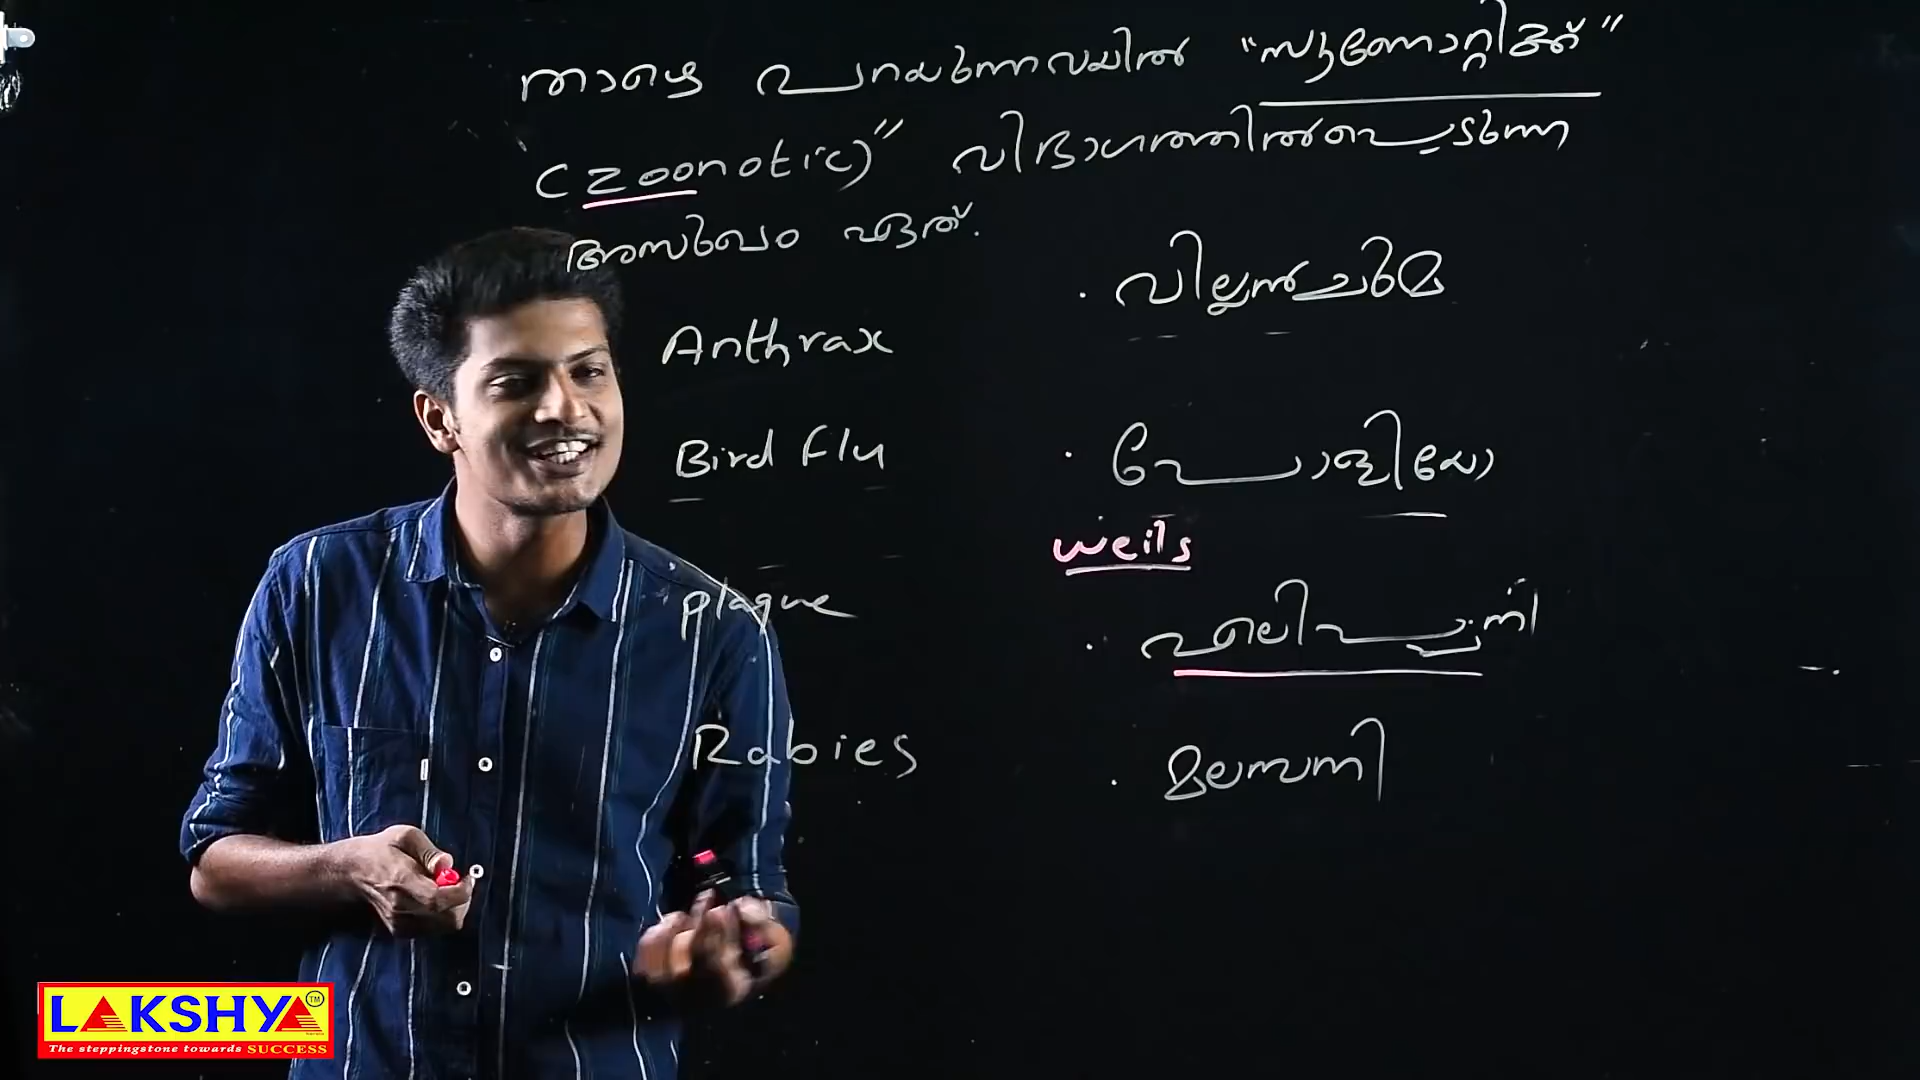 താഴെ പറയുന്നവയിൽ “സൂണോറ്റിക്ക്”
(zoonotic)” വിഭാഗത്തിൽപ്പെടുന്ന
അസുഖം ഏത്.
Anthrax
Bird flu
plague
Rabies
· വില്ലൻചുമ
· പോളിയോ
weils
· എലിപ്പനി
· മലമ്പനി
LAKSHYA TM
The steppingstone towards SUCCESS